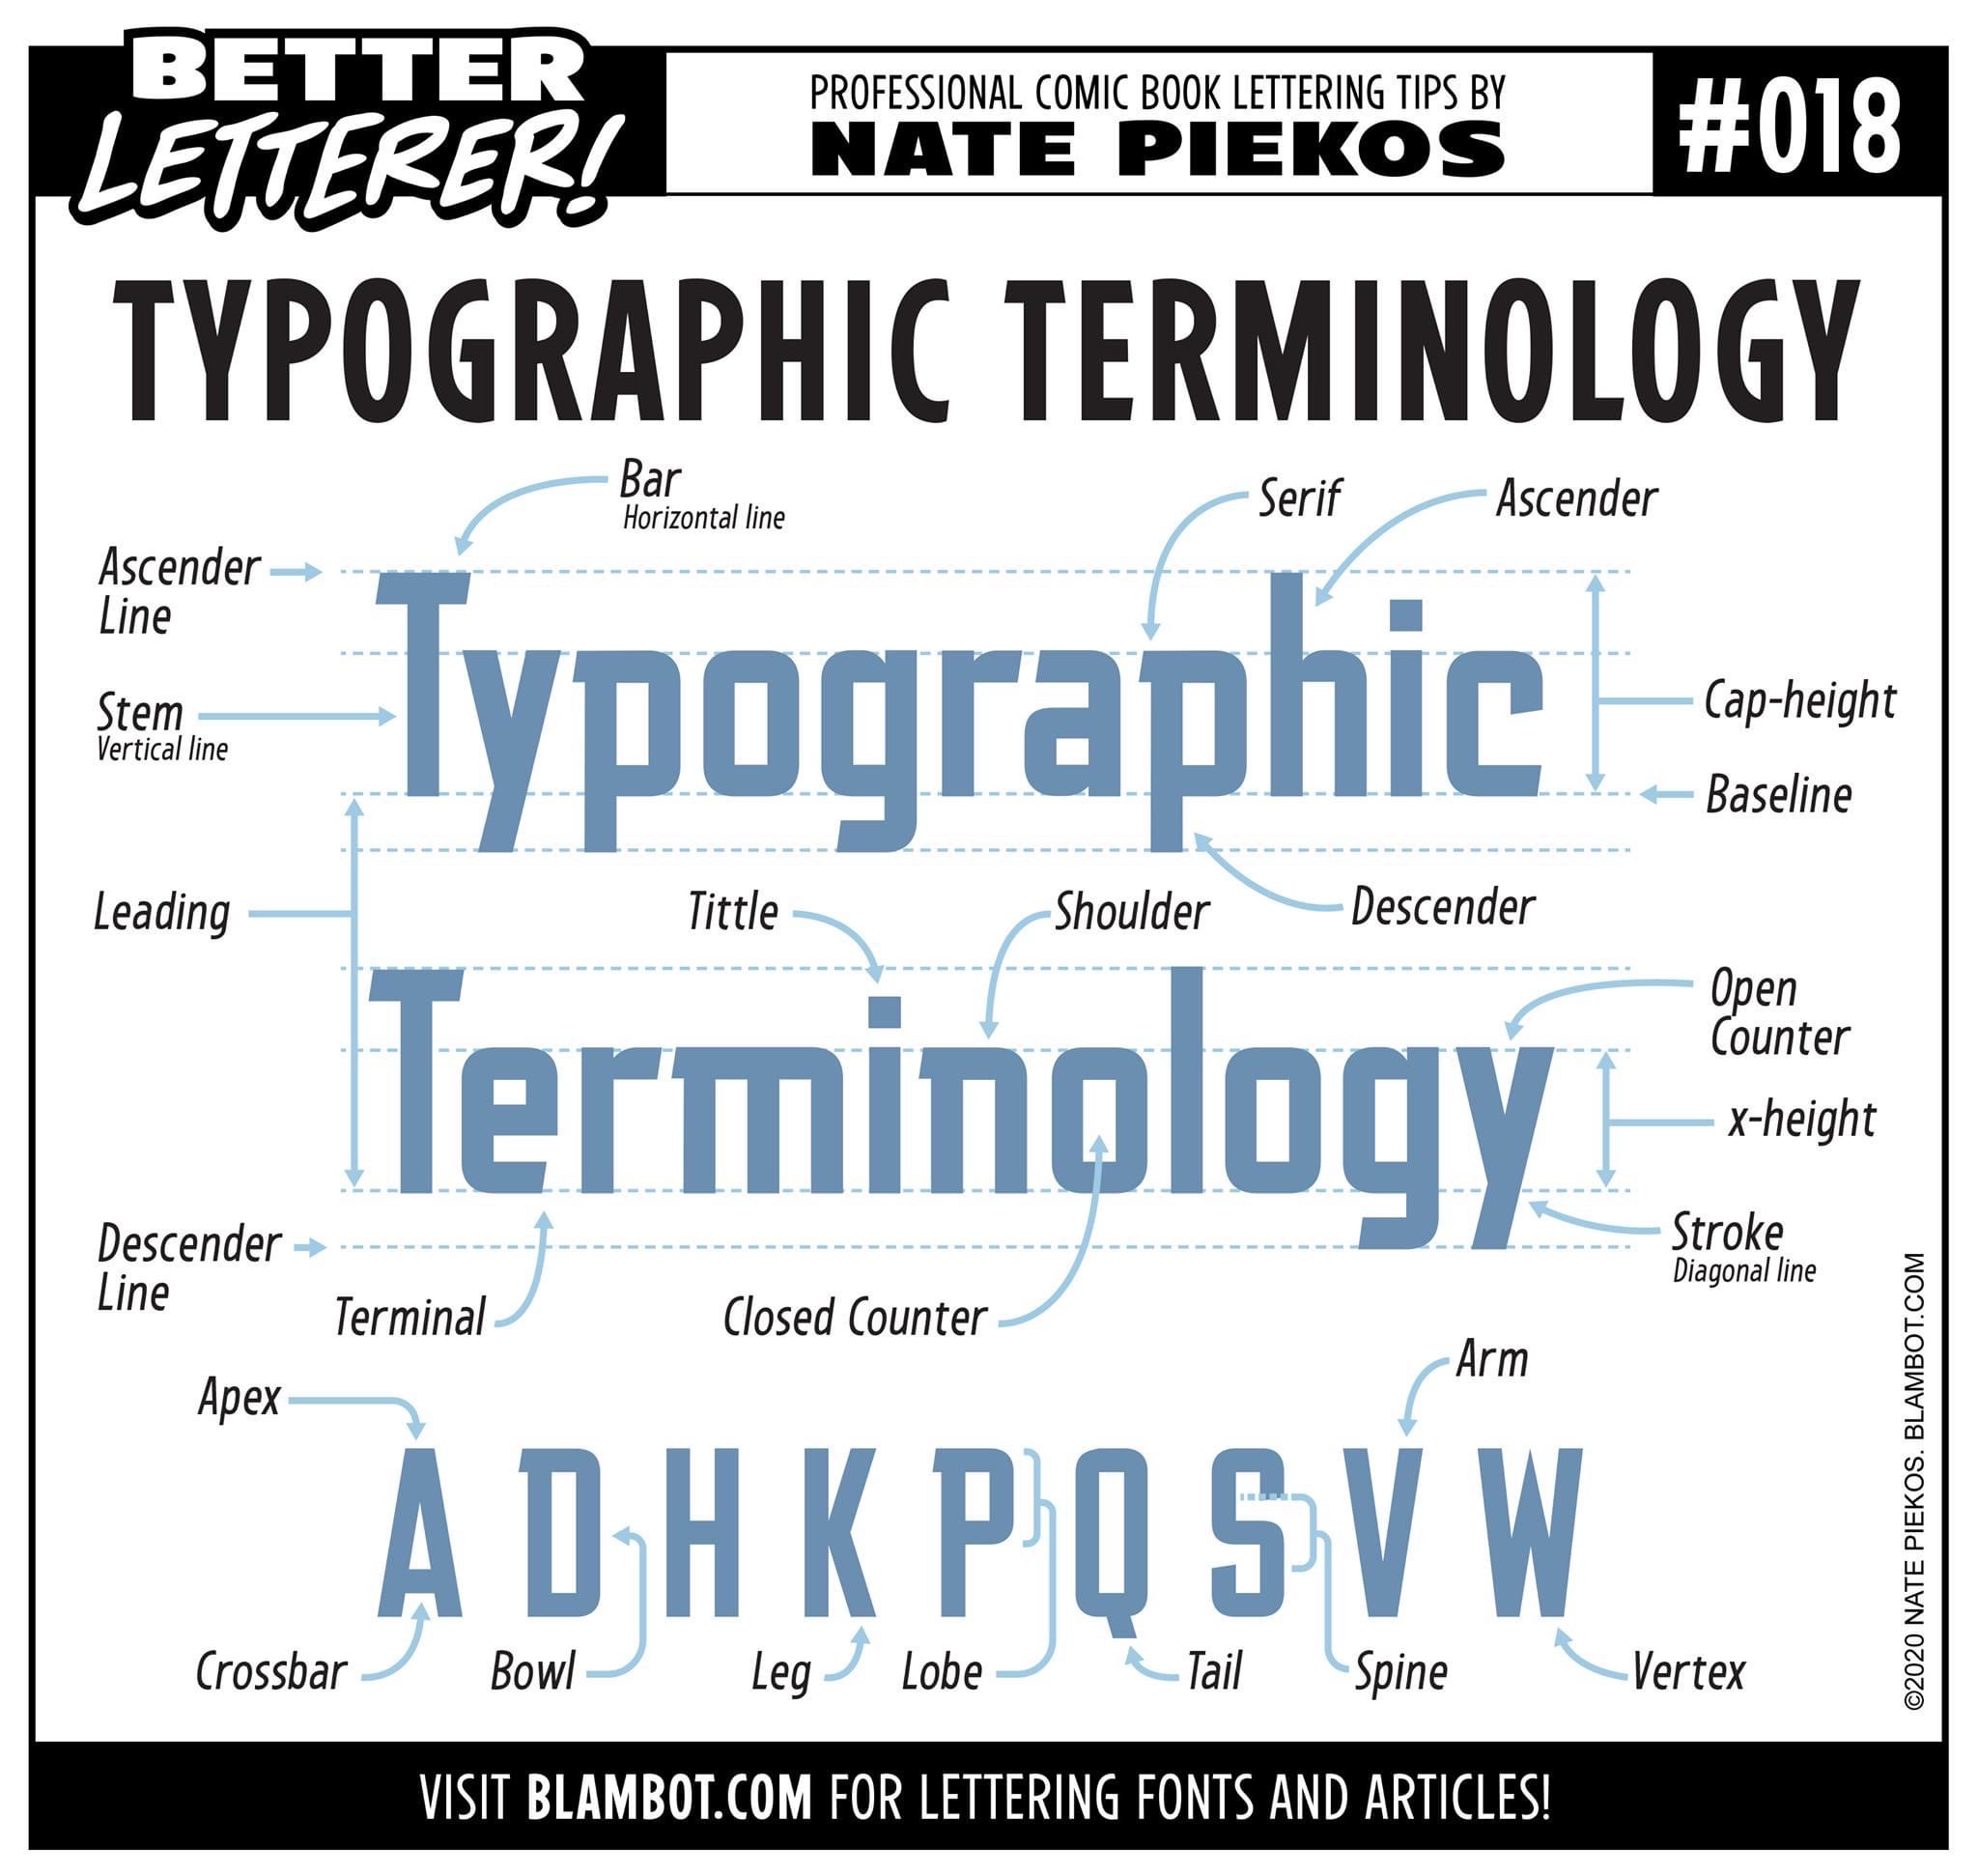 BETTER
LETTERER!
PROFESSIONAL COMIC BOOK LETTERING TIPS BY
NATE PIEKOS
#018
TYPOGRAPHIC TERMINOLOGY
Bar
Horizontal line
Serif
Ascender
Ascender
Line
Typographic
Stem
Vertical line
Cap-height
Baseline
Leading
Tittle
Shoulder
Descender
Open
Counter
Terminology
x-height
Descender
Line
Stroke
Diagonal line
Terminal
Closed Counter
Arm
Apex
A D H K P Q S V W
Crossbar
Bowl
Leg
Lobe
Tail
Spine
Vertex
©2020 NATE PIEKOS. BLAMBOT.COM
VISIT BLAMBOT.COM FOR LETTERING FONTS AND ARTICLES!